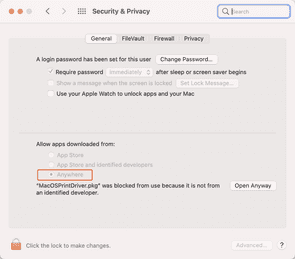 Security & Privacy
Search
General FileVault Firewall Privacy
A login password has been set for this user Change Password...
Require password immediately after sleep or screen saver begins
Show a message when the screen is locked Set Lock Message...
Use your Apple Watch to unlock apps and your Mac
Allow apps downloaded from:
App Store
App Store and identified developers
Anywhere
"MacOSPrintDriver.pkg" was blocked from use because it is not from Open Anyway
an identified developer.
Click the lock to make changes. Advanced... ?